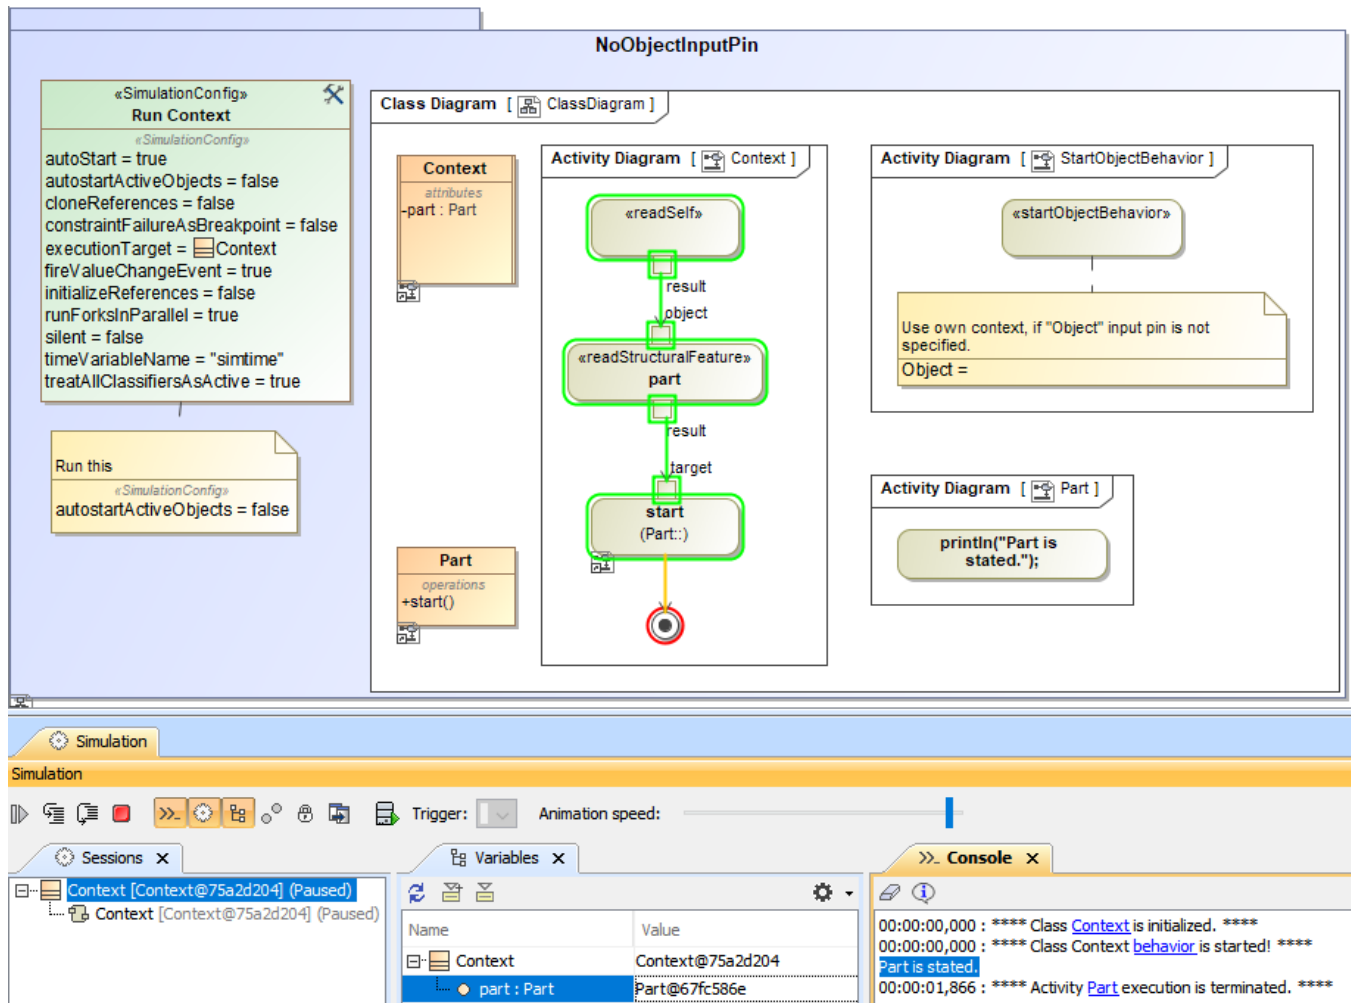 NoObjectInputPin
«SimulationConfig»
Run Context
«SimulationConfig»
autoStart = true
autostartActiveObjects = false
cloneReferences = false
constraintFailureAsBreakpoint = false
executionTarget = Context
fireValueChangeEvent = true
initializeReferences = false
runForksInParallel = true
silent = false
timeVariableName = "simtime"
treatAllClassifiersAsActive = true
Run this
«SimulationConfig»
autostartActiveObjects = false
Class Diagram [ ClassDiagram ]
Context
attributes
-part : Part
Part
operations
+start()
Activity Diagram [ Context ]
«readSelf»
result
object
«readStructuralFeature»
part
result
target
start
(Part::)
Activity Diagram [ StartObjectBehavior ]
«startObjectBehavior»
Use own context, if "Object" input pin is not
specified.
Object =
Activity Diagram [ Part ]
println("Part is
stated.");
Simulation
Simulation
Trigger:
Animation speed:
Sessions
Context [Context@75a2d204] (Paused)
Context [Context@75a2d204] (Paused)
Variables
Name Value
Context Context@75a2d204
part : Part Part@67fc586e
Console
00:00:00,000 : **** Class Context is initialized. ****
00:00:00,000 : **** Class Context behavior is started! ****
Part is stated.
00:00:01,866 : **** Activity Part execution is terminated. ****